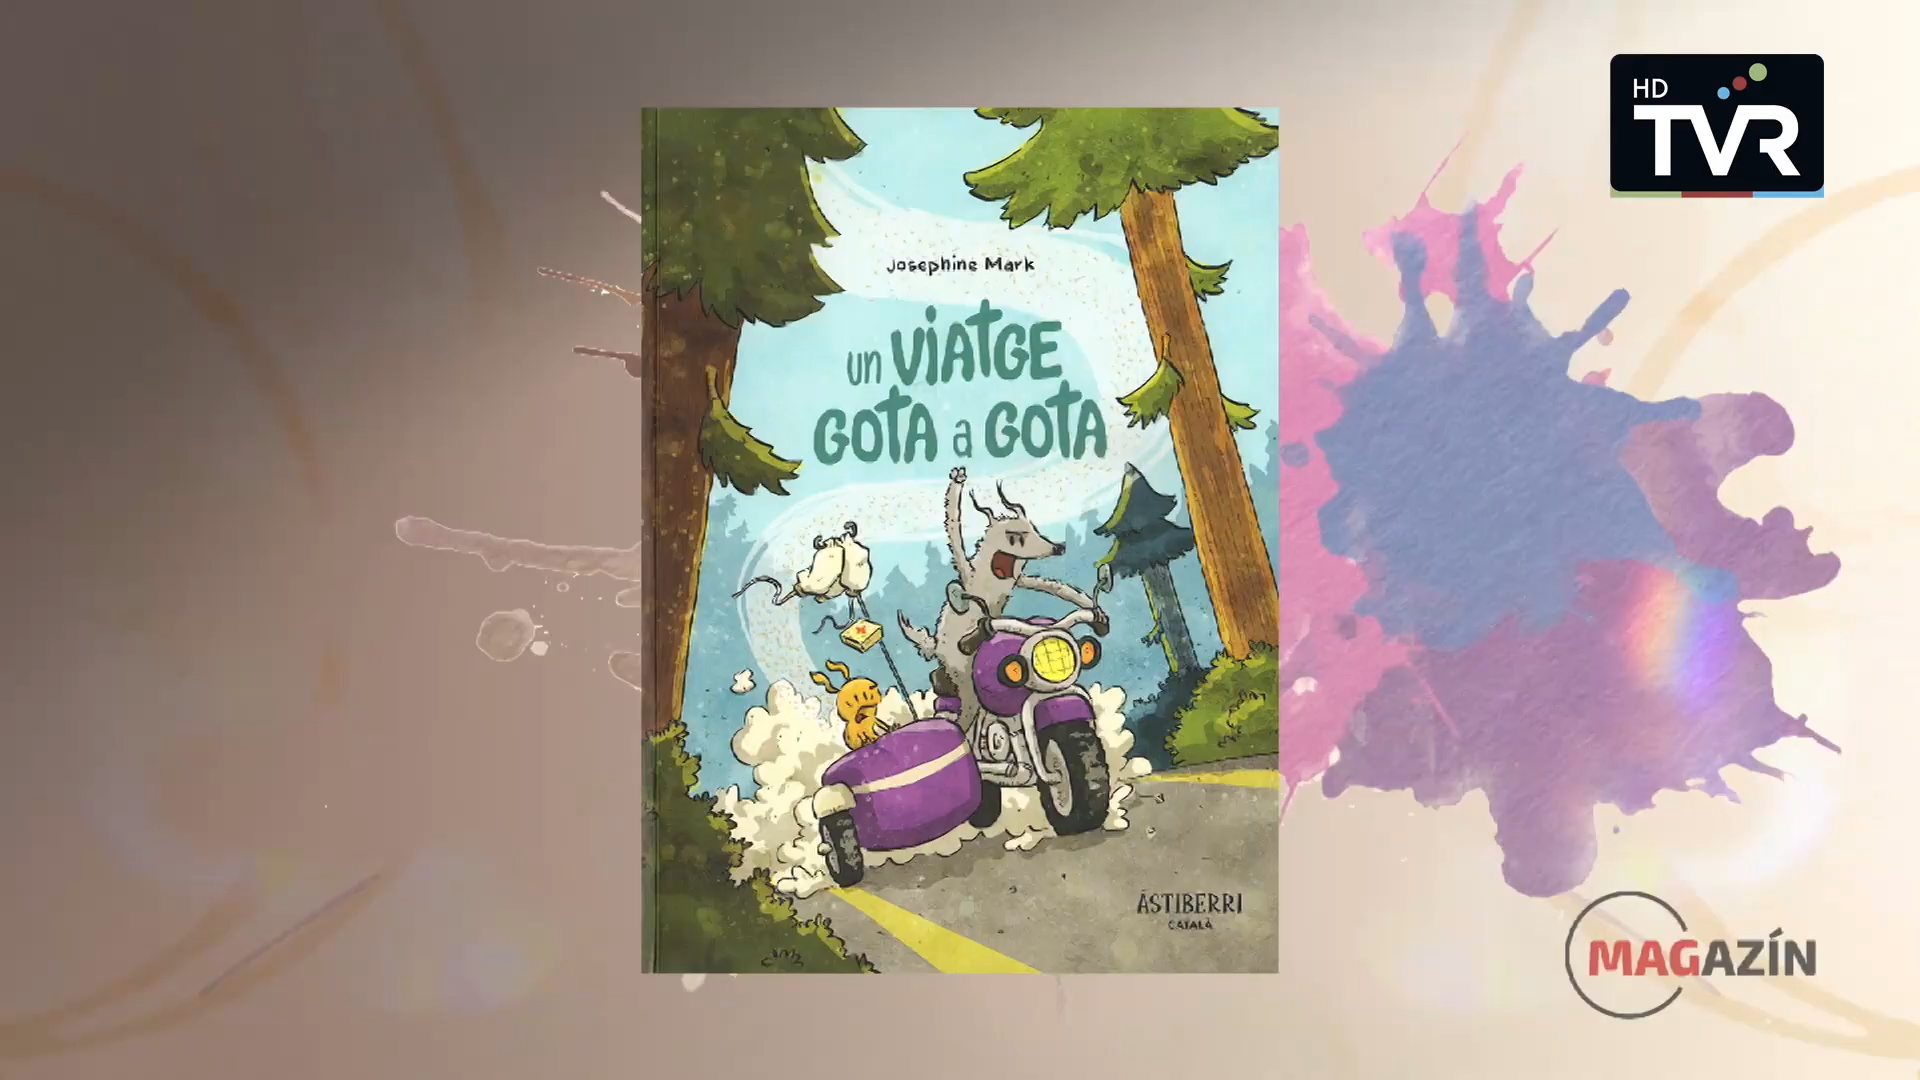 HD
TVR
Josephine Mark
un VIATGE
GOTA a GOTA
ASTIBERRI
CATALÀ
MAGAZÍN